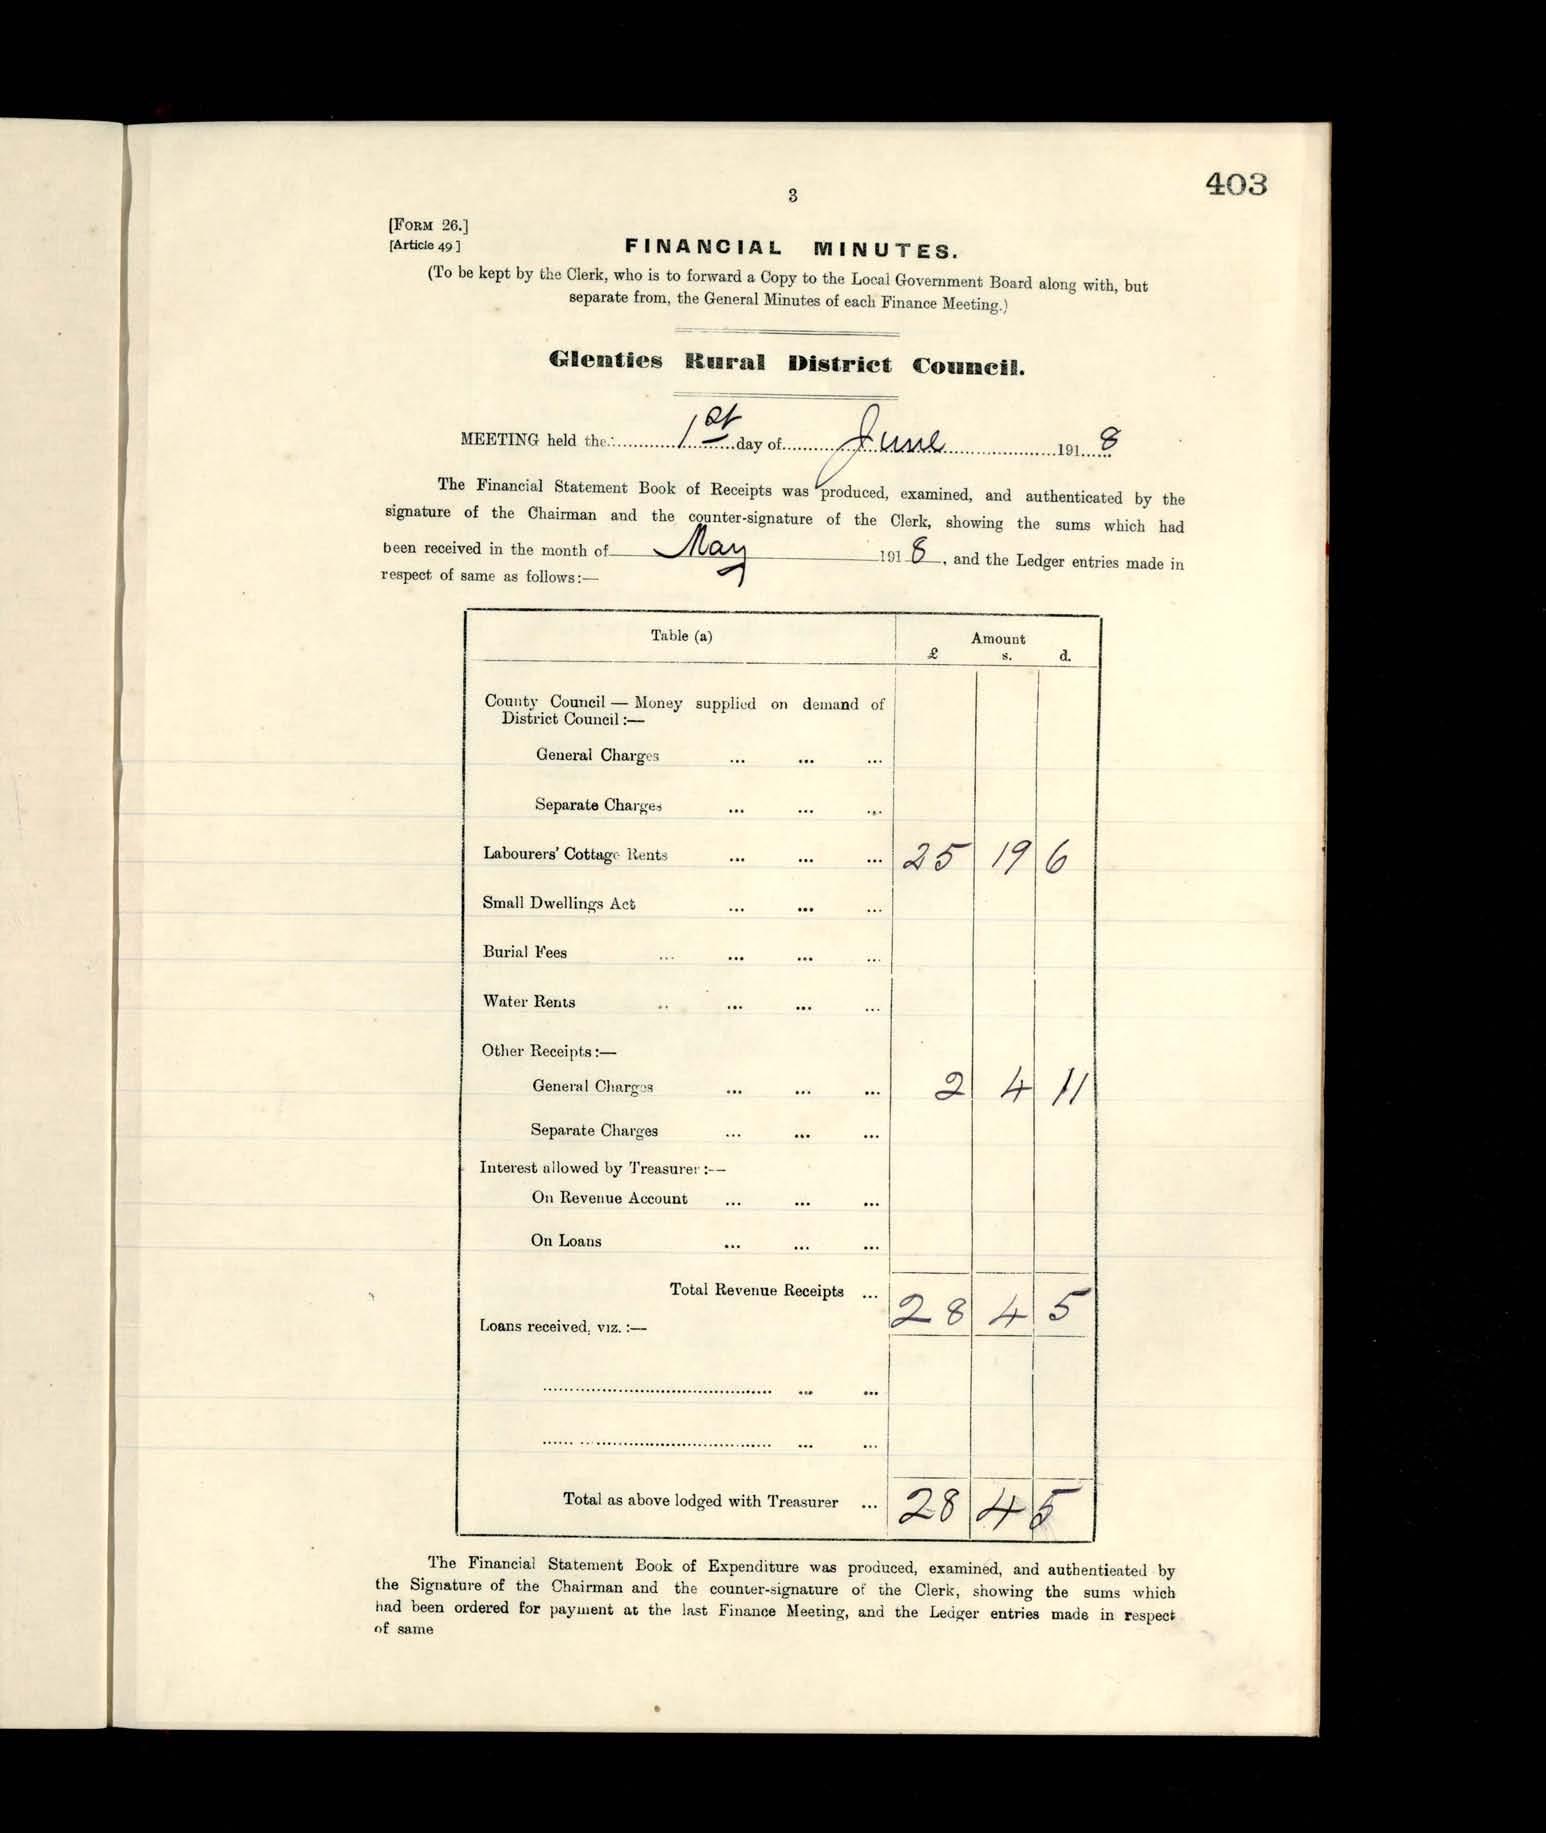 403
3
[FORM 26.]
[Article 49 ]
FINANCIAL MINUTES.
(To be kept by the Clerk, who is to forward a Copy to the Local Government Board along with, but
separate from, the General Minutes of each Finance Meeting.)
Glenties Rural District Council.
MEETING held the 1st day of June 1918
The Financial Statement Book of Receipts was produced, examined, and authenticated by the
signature of the Chairman and the counter-signature of the Clerk, showing the sums which had
been received in the month of May 1918, and the Ledger entries made in
respect of same as follows:—
Table (a) Amount
£ s. d.
County Council — Money supplied on demand of
District Council :—
General Charges ... ... ...
Separate Charges ... ... ...
Labourers' Cottage Rents ... ... ... 25 19 6
Small Dwellings Act ... ... ...
Burial Fees ... ... ... ...
Water Rents .. ... ... ...
Other Receipts :—
General Charges ... ... ... 2 4 11
Separate Charges ... ... ...
Interest allowed by Treasurer :—
On Revenue Account ... ... ...
On Loans ... ... ...
Total Revenue Receipts ... 28 4 5
Loans received, viz. :—
... ...
... ...
Total as above lodged with Treasurer ... 28 4 5
The Financial Statement Book of Expenditure was produced, examined, and authenticated by
the Signature of the Chairman and the counter-signature of the Clerk, showing the sums which
had been ordered for payment at the last Finance Meeting, and the Ledger entries made in respect
of same